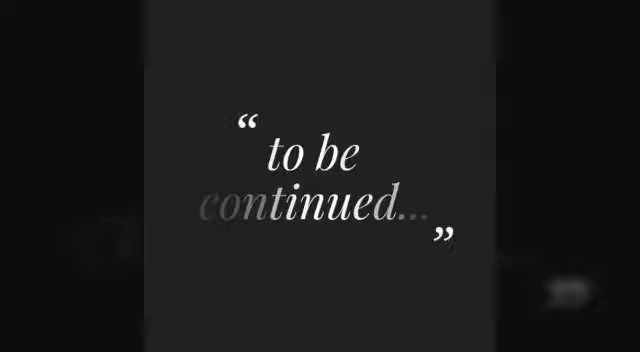 “ to be
continued... ”